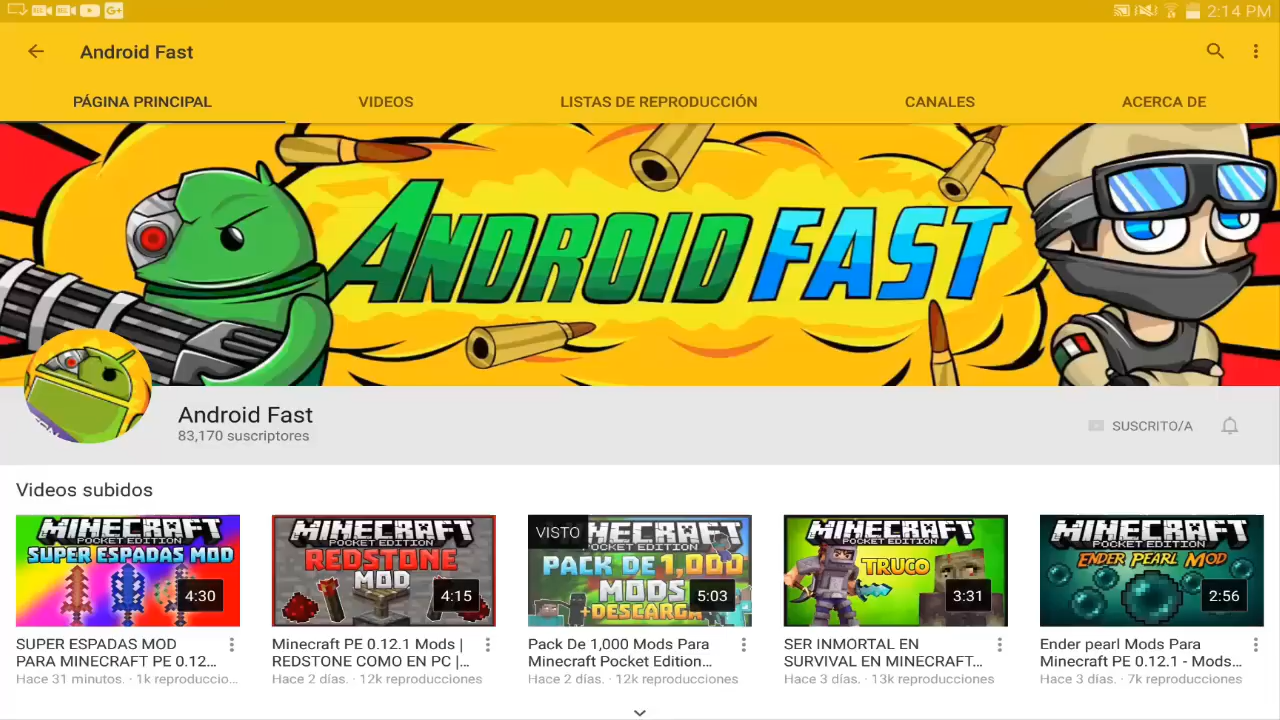 2:14 PM
Android Fast
PÁGINA PRINCIPAL
VIDEOS
LISTAS DE REPRODUCCIÓN
CANALES
ACERCA DE
ANDROID FAST
Android Fast
83,170 suscriptores
SUSCRITO/A
Videos subidos
MINECRAFT
POCKET EDITION
SUPER ESPADAS MOD
4:30
SUPER ESPADAS MOD
PARA MINECRAFT PE 0.12...
Hace 31 minutos. · 1k reproduccio...
MINECRAFT
POCKET EDITION
REDSTONE
MOD
4:15
Minecraft PE 0.12.1 Mods |
REDSTONE COMO EN PC |...
Hace 2 días. · 12k reproducciones
VISTO
NECRAFT
OCKET EDITION
PACK DE 1,000
MODS
+DESCARGA
5:03
Pack De 1,000 Mods Para
Minecraft Pocket Edition...
Hace 2 días. · 12k reproducciones
MINECRAFT
POCKET EDITION
TRUCO
3:31
SER INMORTAL EN
SURVIVAL EN MINECRAFT...
Hace 3 días. · 13k reproducciones
MINECRAFT
POCKET EDITION
ENDER PEARL MOD
2:56
Ender pearl Mods Para
Minecraft PE 0.12.1 - Mods...
Hace 3 días. · 7k reproducciones